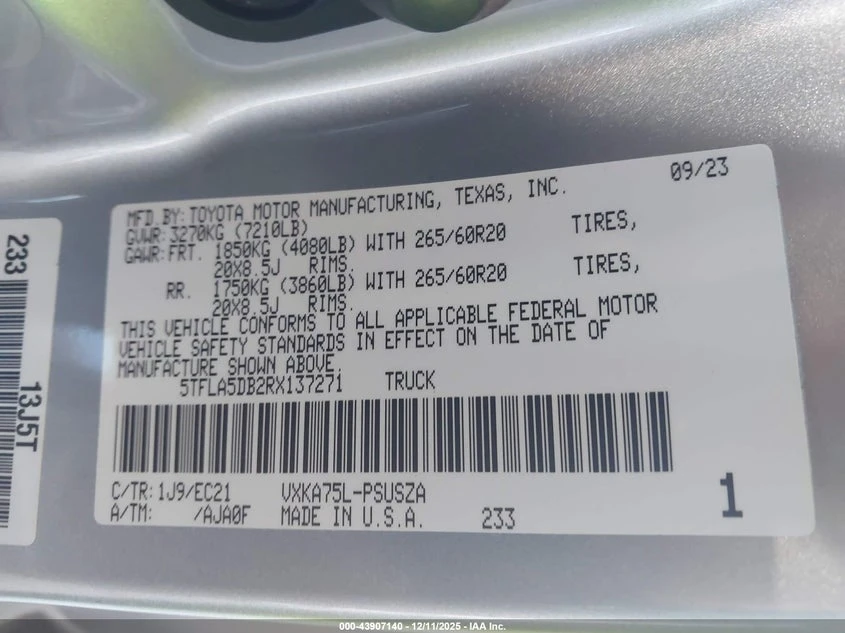 09/23
MFD.BY: TOYOTA MOTOR MANUFACTURING, TEXAS, INC.
GVWR: 3270KG (7210LB)
GAWR: FRT. 1850KG (4080LB) WITH 265/60R20 TIRES,
20X8.5J RIMS.
RR. 1750KG (3860LB) WITH 265/60R20 TIRES,
20X8.5J RIMS.
THIS VEHICLE CONFORMS TO ALL APPLICABLE FEDERAL MOTOR
VEHICLE SAFETY STANDARDS IN EFFECT ON THE DATE OF
MANUFACTURE SHOWN ABOVE.
5TFLA5DB2RX137271 TRUCK
C/TR: 1J9/EC21 VXKA75L-PSUSZA
A/TM: /AJA0F MADE IN U.S.A. 233
1
233
13J5T
000-43907140 - 12/11/2025 - IAA Inc.